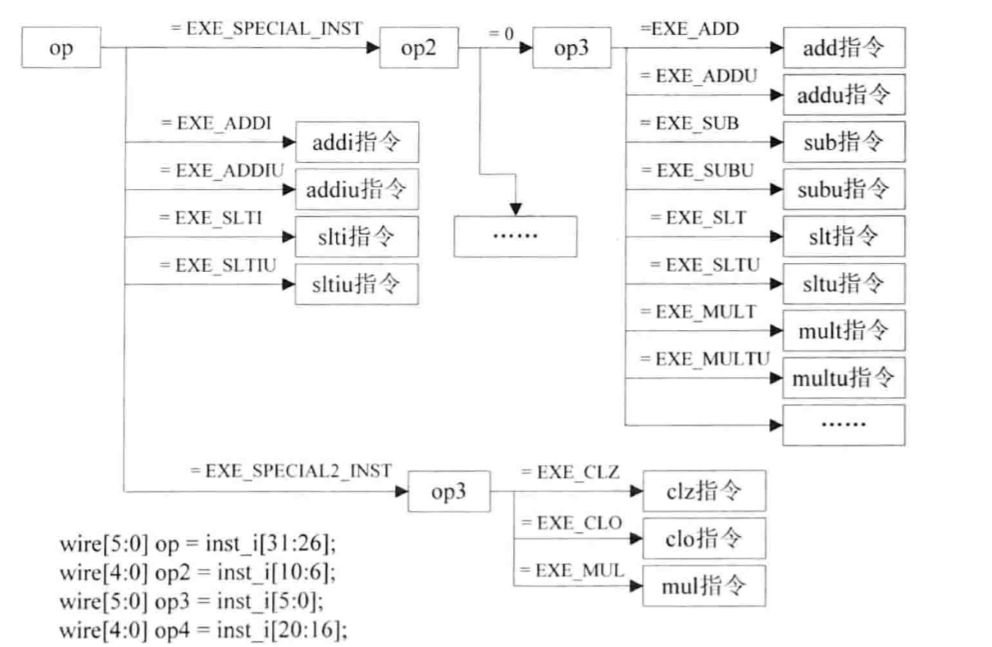 op
= EXE_SPECIAL_INST
op2
= 0
op3
=EXE_ADD
add指令
= EXE_ADDU
addu指令
= EXE_SUB
sub指令
= EXE_SUBU
subu指令
= EXE_SLT
slt指令
= EXE_SLTU
sltu指令
= EXE_MULT
mult指令
= EXE_MULTU
multu指令
……
……
= EXE_ADDI
addi指令
= EXE_ADDIU
addiu指令
= EXE_SLTI
slti指令
= EXE_SLTIU
sltiu指令
= EXE_SPECIAL2_INST
op3
= EXE_CLZ
clz指令
= EXE_CLO
clo指令
= EXE_MUL
mul指令
wire[5:0] op = inst_i[31:26];
wire[4:0] op2 = inst_i[10:6];
wire[5:0] op3 = inst_i[5:0];
wire[4:0] op4 = inst_i[20:16];